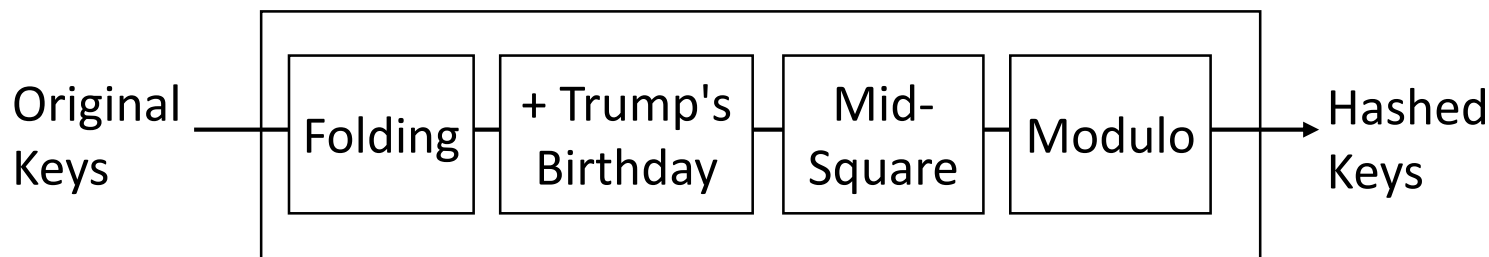 Original
Keys
Folding
+ Trump's
Birthday
Mid-
Square
Modulo
Hashed
Keys